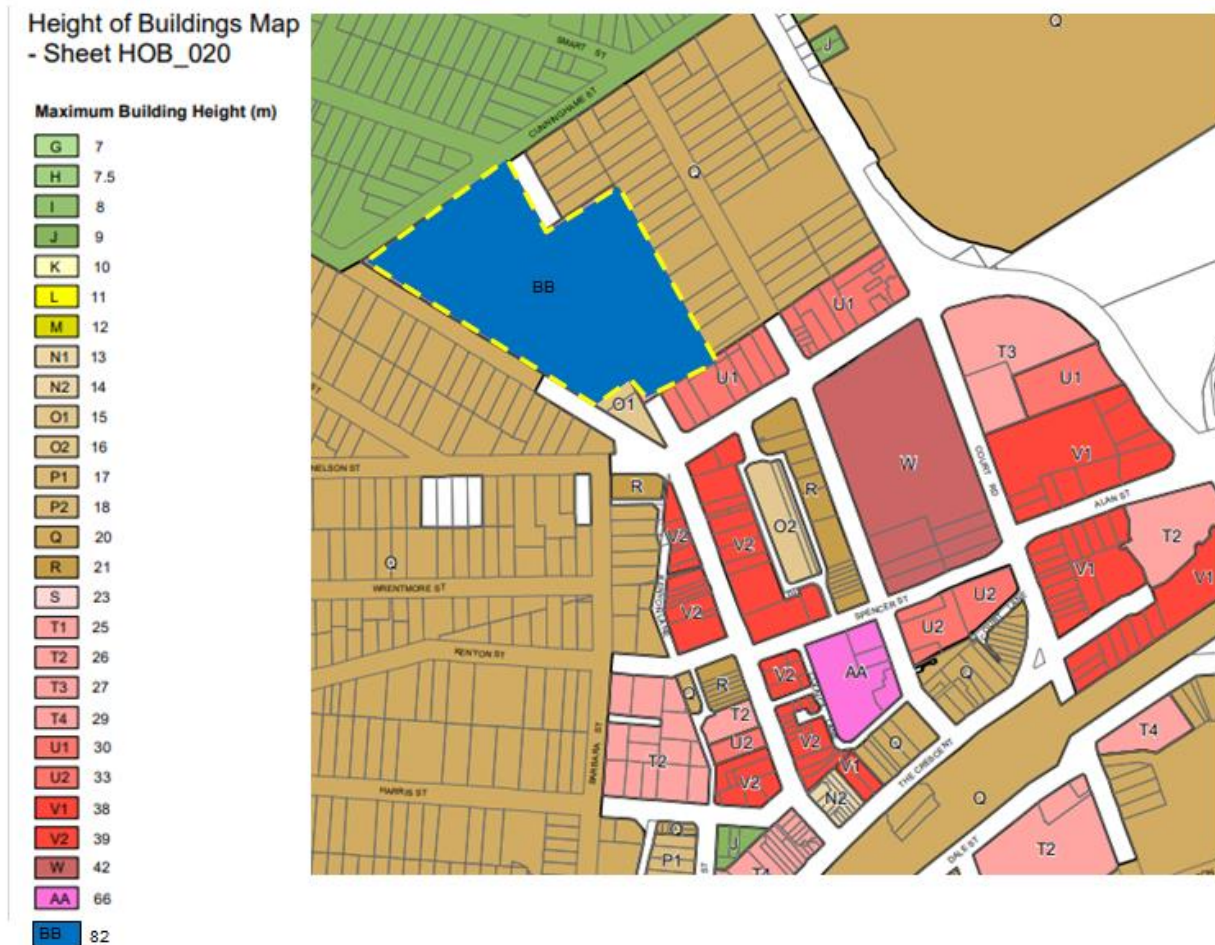 Height of Buildings Map
- Sheet HOB_020
Maximum Building Height (m)
G 7
H 7.5
I 8
J 9
K 10
L 11
M 12
N1 13
N2 14
O1 15
O2 16
P1 17
P2 18
Q 20
R 21
S 23
T1 25
T2 26
T3 27
T4 29
U1 30
U2 33
V1 38
V2 39
W 42
AA 66
BB 82
Q
J
SMART ST
CUNNINGHAME ST
Q
BB
U1
T3
U1
U1
O1
ST
V1
COURT RD
W
NELSON ST
R
R
ALAN ST
O2
T2
V2
V2
Q
V1
V1
WRENTMORE ST
V2
SPENCER ST
U2
U2
KENYON ST
AA
V2
Q
R
Q
T2
T4
U2
V2
Q
T2
BARBARA ST
V2
V1
THE CRESCENT
HARRIS ST
N2
Q
Q
J
T2
P1
DALE ST
ST
T4